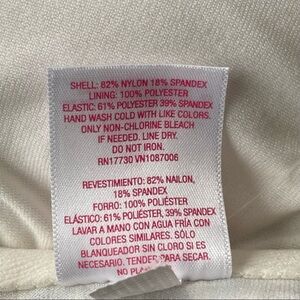 SHELL: 82% NYLON 18% SPANDEX
LINING: 100% POLYESTER
ELASTIC: 61% POLYESTER 39% SPANDEX
HAND WASH COLD WITH LIKE COLORS.
ONLY NON-CHLORINE BLEACH
IF NEEDED. LINE DRY.
DO NOT IRON.
RN17730 VN1087006
REVESTIMIENTO: 82% NAILON,
18% SPANDEX
FORRO: 100% POLIÉSTER
ELÁSTICO: 61% POLIÉSTER, 39% SPANDEX
LAVAR A MANO CON AGUA FRÍA CON
COLORES SIMILARES. SÓLO
BLANQUEADOR SIN CLORO SI ES
NECESARIO. TENDER PARA SECAR.
NO